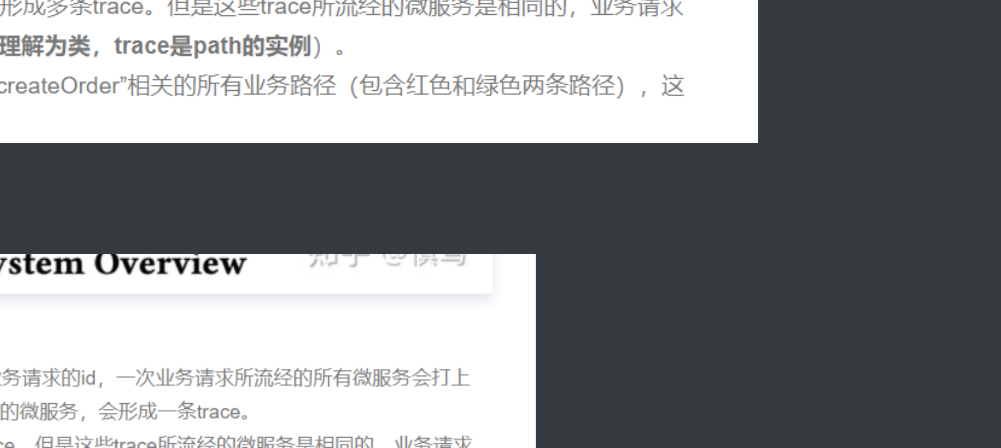 形成多条trace。但是这些trace所流经的微服务是相同的，业务请求
理解为类，trace是path的实例）。
createOrder”相关的所有业务路径（包含红色和绿色两条路径），这
ystem Overview
知乎 @慎写
业务请求的id，一次业务请求所流经的所有微服务会打上
的微服务，会形成一条trace。
ce。但是这些trace所流经的微服务是相同的，业务请求